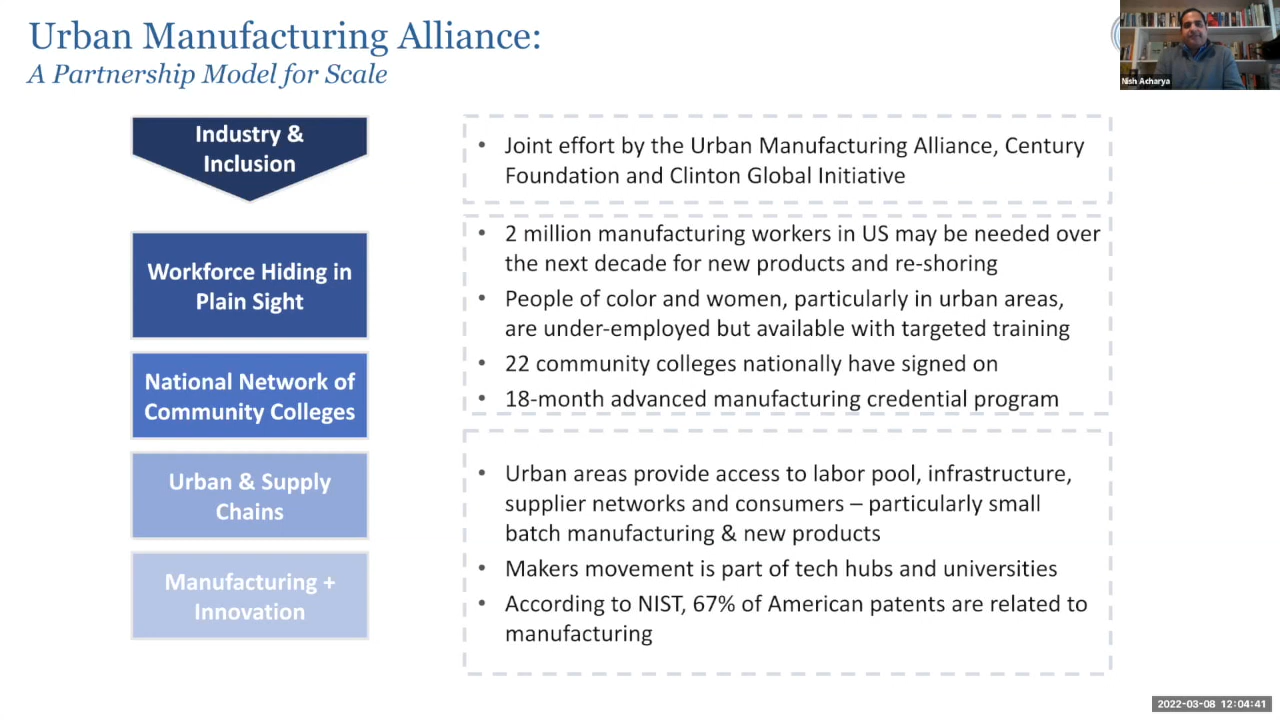 Urban Manufacturing Alliance:
A Partnership Model for Scale
Nish Acharya
Industry &
Inclusion
• Joint effort by the Urban Manufacturing Alliance, Century
Foundation and Clinton Global Initiative
Workforce Hiding in
Plain Sight
National Network of
Community Colleges
• 2 million manufacturing workers in US may be needed over
the next decade for new products and re-shoring
• People of color and women, particularly in urban areas,
are under-employed but available with targeted training
• 22 community colleges nationally have signed on
• 18-month advanced manufacturing credential program
Urban & Supply
Chains
Manufacturing +
Innovation
• Urban areas provide access to labor pool, infrastructure,
supplier networks and consumers – particularly small
batch manufacturing & new products
• Makers movement is part of tech hubs and universities
• According to NIST, 67% of American patents are related to
manufacturing
2022-03-08 12:04:41